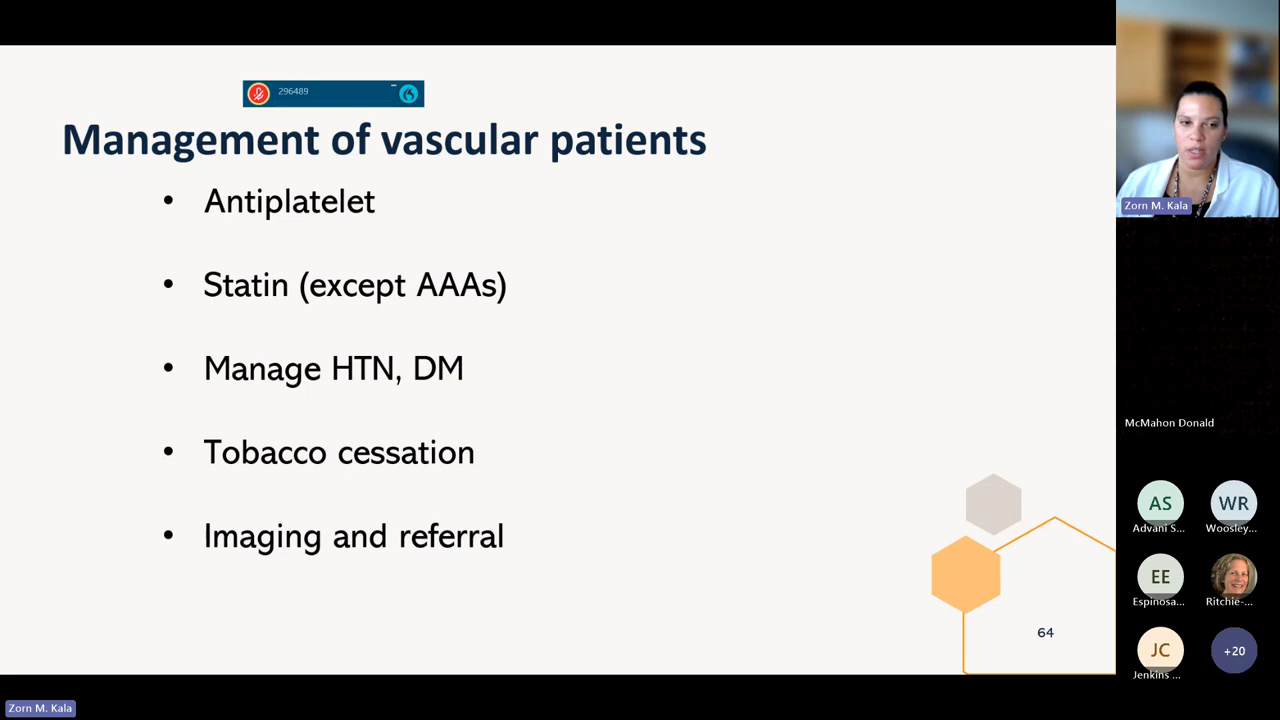 296489
Management of vascular patients
• Antiplatelet
• Statin (except AAAs)
• Manage HTN, DM
• Tobacco cessation
• Imaging and referral
64
Zorn M. Kala
McMahon Donald
AS
WR
Advani S...
Woosley...
EE
Espinosa...
Ritchie-...
JC
+20
Jenkins ...
Zorn M. Kala